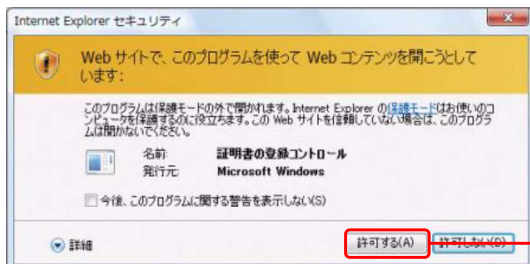 Internet Explorer セキュリティ
Web サイトで、このプログラムを使って Web コンテンツを開こうとして
います:
このプログラムは保護モードの外で開かれます。Internet Explorer の保護モードはお使いのコ
ンピュータを保護するのに役立ちます。この Web サイトを信頼していない場合は、このプログラ
ムは開かないでください。
名前: 証明書の登録コントロール
発行元: Microsoft Windows
今後、このプログラムに関する警告を表示しない(S)
詳細 許可する(A) 許可しない(D)